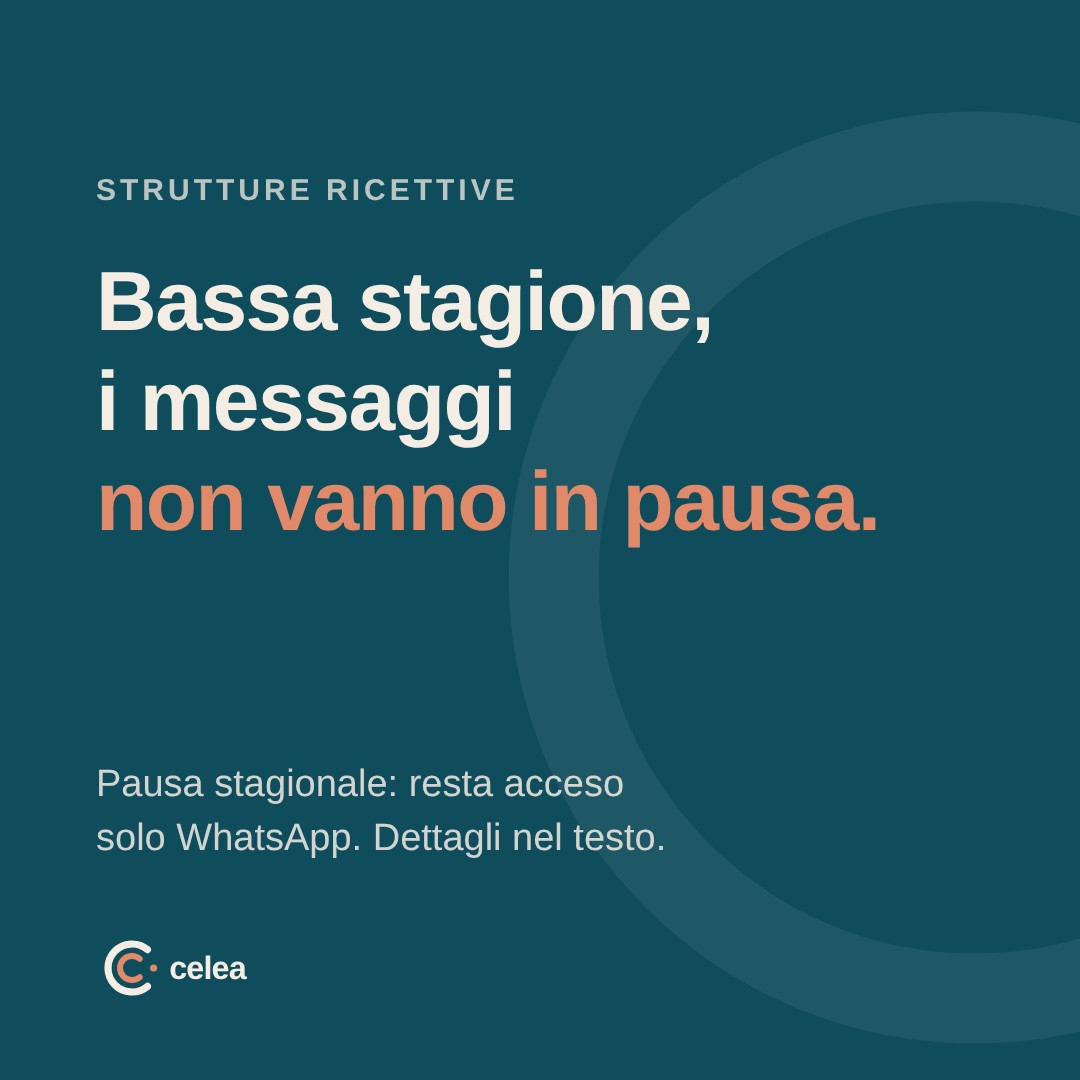 STRUTTURE RICETTIVE
Bassa stagione,
i messaggi
non vanno in pausa.
Pausa stagionale: resta acceso
solo WhatsApp. Dettagli nel testo.
celea